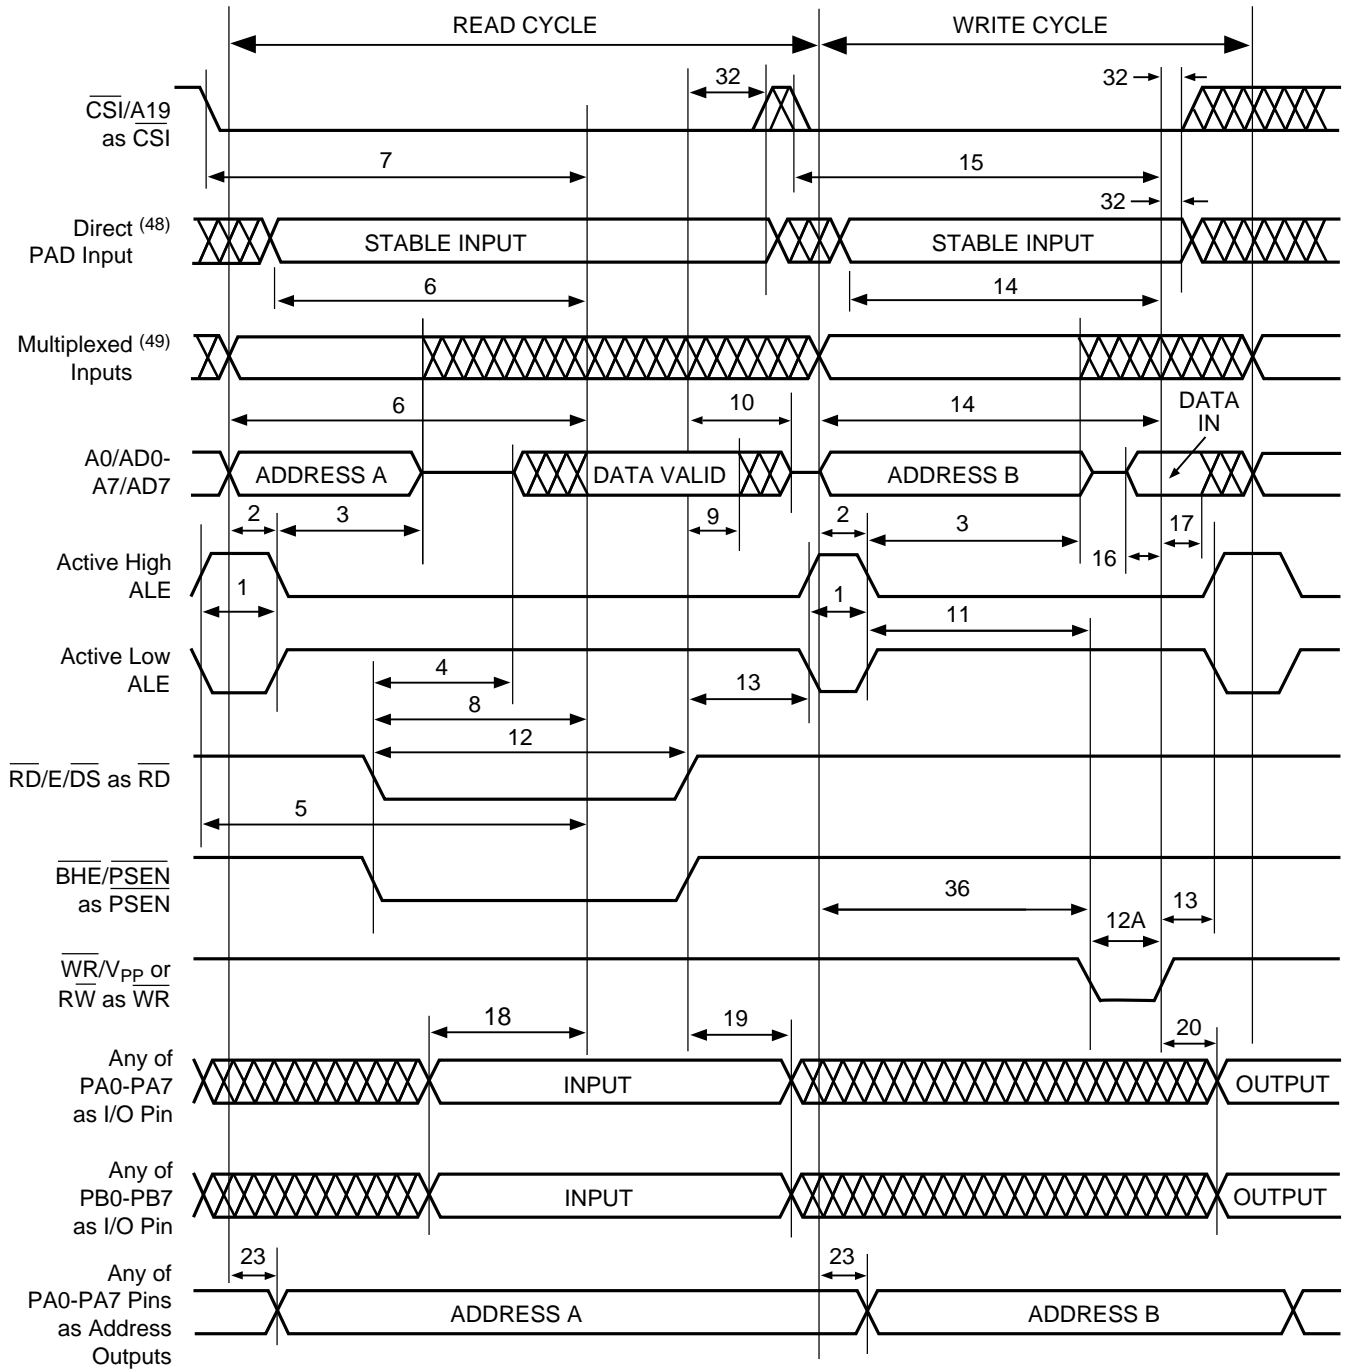 READ CYCLE
WRITE CYCLE
32
32
CSI/A19
as CSI
7
15
32
Direct (48)
PAD Input
STABLE INPUT
STABLE INPUT
6
14
Multiplexed (49)
Inputs
6
10
14
DATA
IN
A0/AD0-
A7/AD7
ADDRESS A
DATA VALID
ADDRESS B
2
3
9
2
3
17
16
Active High
ALE
1
1
11
Active Low
ALE
4
13
8
12
RD/E/DS as RD
5
BHE/PSEN
as PSEN
36
12A
13
WR/VPP or
RW as WR
18
19
20
Any of
PA0-PA7
as I/O Pin
INPUT
OUTPUT
Any of
PB0-PB7
as I/O Pin
INPUT
OUTPUT
23
23
Any of
PA0-PA7 Pins
as Address
Outputs
ADDRESS A
ADDRESS B